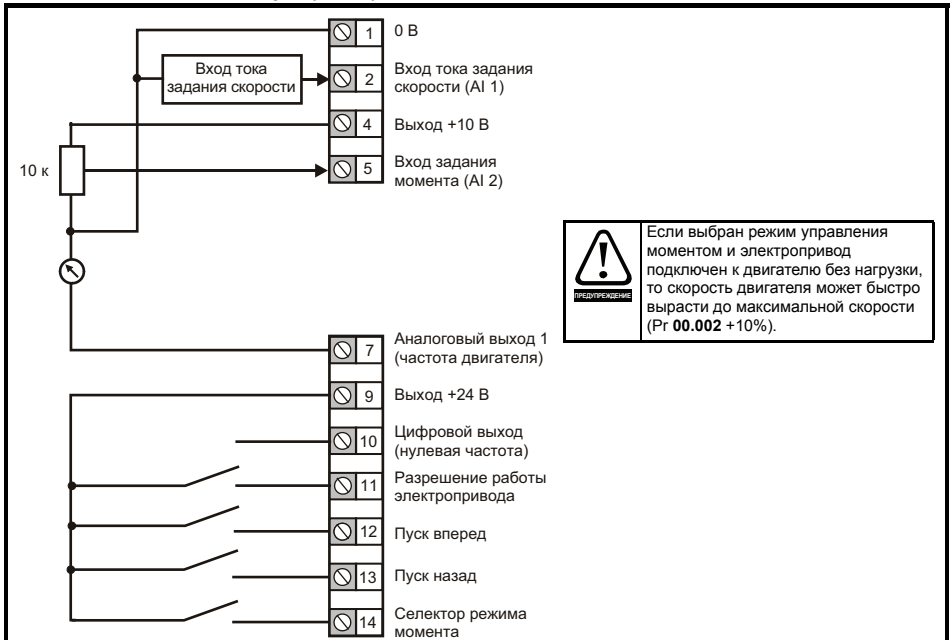 1 0 В
Вход тока
задания скорости
2 Вход тока задания
скорости (AI 1)
4 Выход +10 В
10 к
5 Вход задания
момента (AI 2)
ПРЕДУПРЕЖДЕНИЕ
Если выбран режим управления
моментом и электропривод
подключен к двигателю без нагрузки,
то скорость двигателя может быстро
вырасти до максимальной скорости
(Pr 00.002 +10%).
7 Аналоговый выход 1
(частота двигателя)
9 Выход +24 В
10 Цифровой выход
(нулевая частота)
11 Разрешение работы
электропривода
12 Пуск вперед
13 Пуск назад
14 Селектор режима
момента